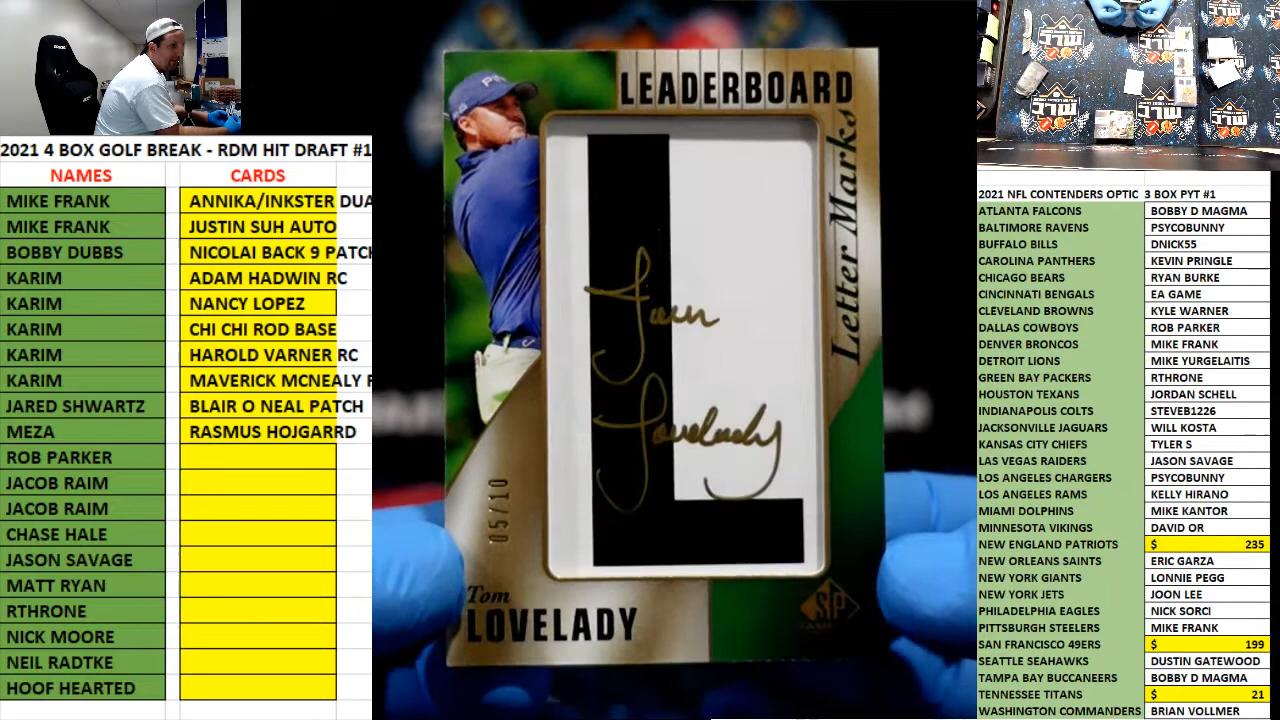 2021 4 BOX GOLF BREAK - RDM HIT DRAFT #1
NAMES CARDS
MIKE FRANK ANNIKA/INKSTER DUA
MIKE FRANK JUSTIN SUH AUTO
BOBBY DUBBS NICOLAI BACK 9 PATCH
KARIM ADAM HADWIN RC
KARIM NANCY LOPEZ
KARIM CHI CHI ROD BASE
KARIM HAROLD VARNER RC
KARIM MAVERICK MCNEALY
JARED SHWARTZ BLAIR O NEAL PATCH
MEZA RASMUS HOJGARRD
ROB PARKER
JACOB RAIM
JACOB RAIM
CHASE HALE
JASON SAVAGE
MATT RYAN
RTHRONE
NICK MOORE
NEIL RADTKE
HOOF HEARTED
PING
LEADERBOARD
Letter Marks
L
Tom
Lovelady
05/10
Tom
LOVELADY
SP
2021 NFL CONTENDERS OPTIC 3 BOX PYT #1
ATLANTA FALCONS BOBBY D MAGMA
BALTIMORE RAVENS PSYCOBUNNY
BUFFALO BILLS DNICK55
CAROLINA PANTHERS KEVIN PRINGLE
CHICAGO BEARS RYAN BURKE
CINCINNATI BENGALS EA GAME
CLEVELAND BROWNS KYLE WARNER
DALLAS COWBOYS ROB PARKER
DENVER BRONCOS MIKE FRANK
DETROIT LIONS MIKE YURGELAITIS
GREEN BAY PACKERS RTHRONE
HOUSTON TEXANS JORDAN SCHELL
INDIANAPOLIS COLTS STEVEB1226
JACKSONVILLE JAGUARS WILL KOSTA
KANSAS CITY CHIEFS TYLER S
LAS VEGAS RAIDERS JASON SAVAGE
LOS ANGELES CHARGERS PSYCOBUNNY
LOS ANGELES RAMS KELLY HIRANO
MIAMI DOLPHINS MIKE KANTOR
MINNESOTA VIKINGS DAVID OR
NEW ENGLAND PATRIOTS $ 235
NEW ORLEANS SAINTS ERIC GARZA
NEW YORK GIANTS LONNIE PEGG
NEW YORK JETS JOON LEE
PHILADELPHIA EAGLES NICK SORCI
PITTSBURGH STEELERS MIKE FRANK
SAN FRANCISCO 49ERS $ 199
SEATTLE SEAHAWKS DUSTIN GATEWOOD
TAMPA BAY BUCCANEERS BOBBY D MAGMA
TENNESSEE TITANS $ 21
WASHINGTON COMMANDERS BRIAN VOLLMER